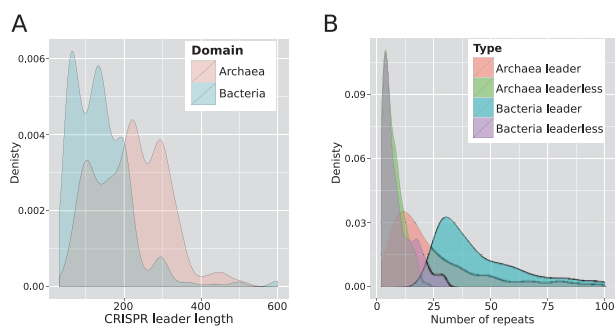 A
Domain
Archaea
Bacteria
0.006
0.004
0.002
0.00
Denisty
200
400
600
CRISPR leader length
B
Type
Archaea leader
Archaea leaderless
Bacteria leader
Bacteria leaderless
0.09
0.06
0.03
0.00
Denisty
0
25
50
75
100
Number of repeats